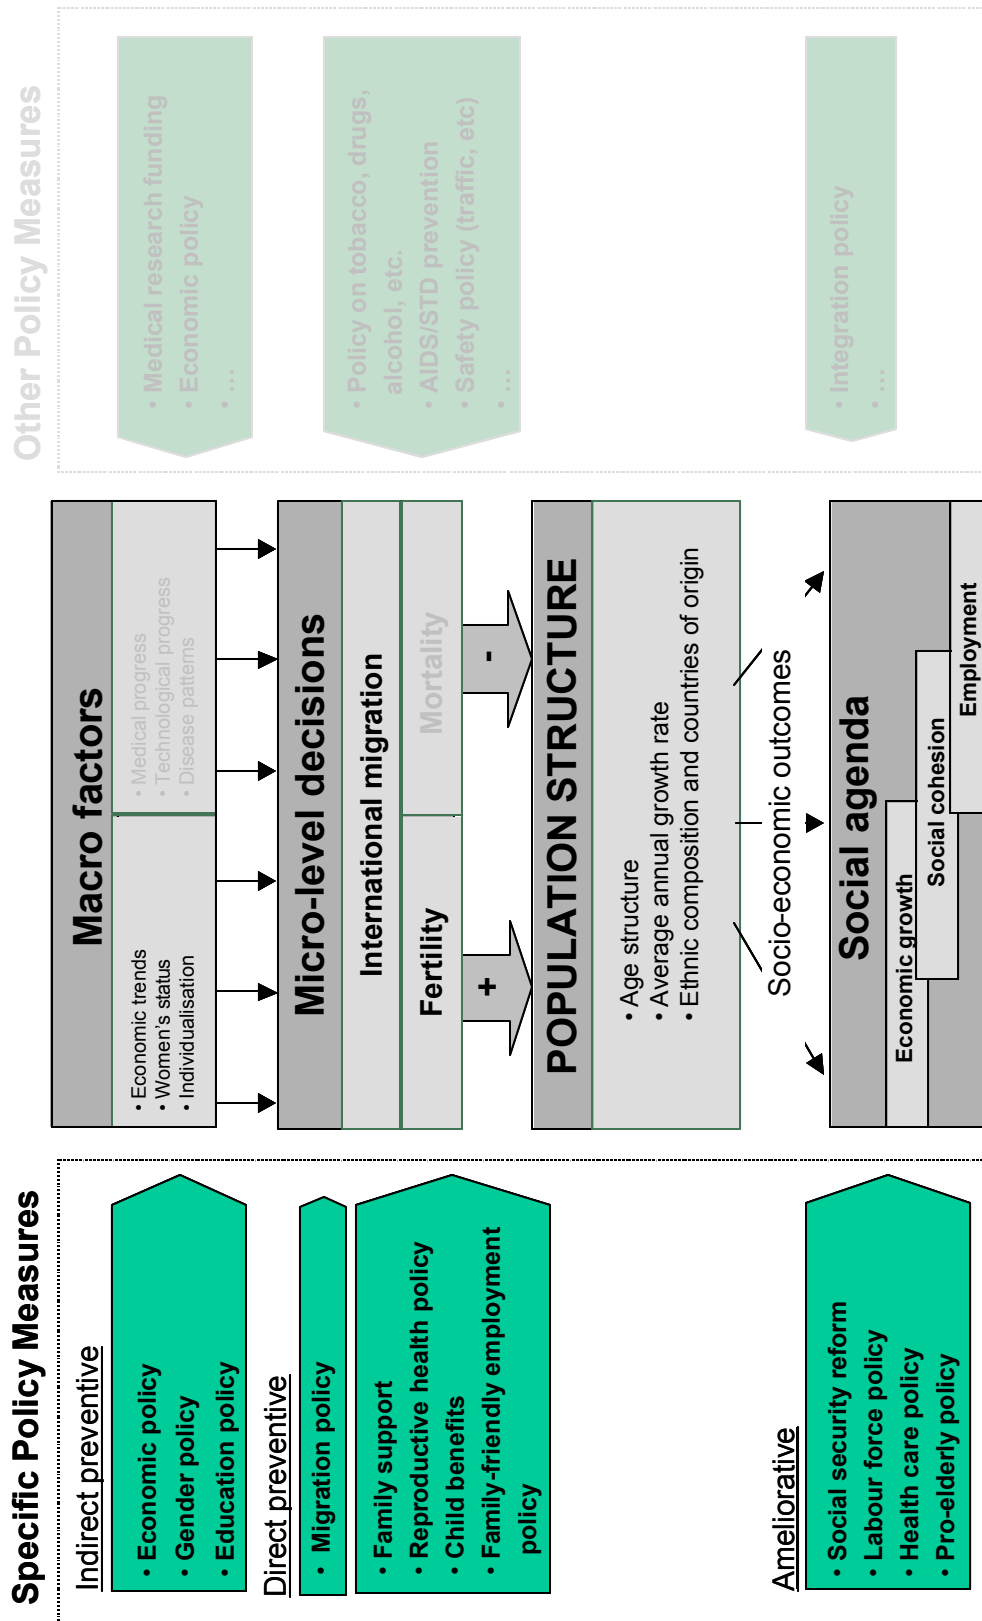 Specific Policy Measures
Indirect preventive
• Economic policy
• Gender policy
• Education policy
Direct preventive
• Migration policy
• Family support
• Reproductive health policy
• Child benefits
• Family-friendly employment
policy
Ameliorative
• Social security reform
• Labour force policy
• Health care policy
• Pro-elderly policy
Macro factors
• Economic trends
• Women's status
• Individualisation
• Medical progress
• Technological progress
• Disease patterns
Micro-level decisions
International migration
Fertility
Mortality
+
-
POPULATION STRUCTURE
• Age structure
• Average annual growth rate
• Ethnic composition and countries of origin
Socio-economic outcomes
Social agenda
Economic growth
Social cohesion
Employment
Other Policy Measures
• Medical research funding
• Economic policy
• …
• Policy on tobacco, drugs,
alcohol, etc.
• AIDS/STD prevention
• Safety policy (traffic, etc)
• …
• Integration policy
• …